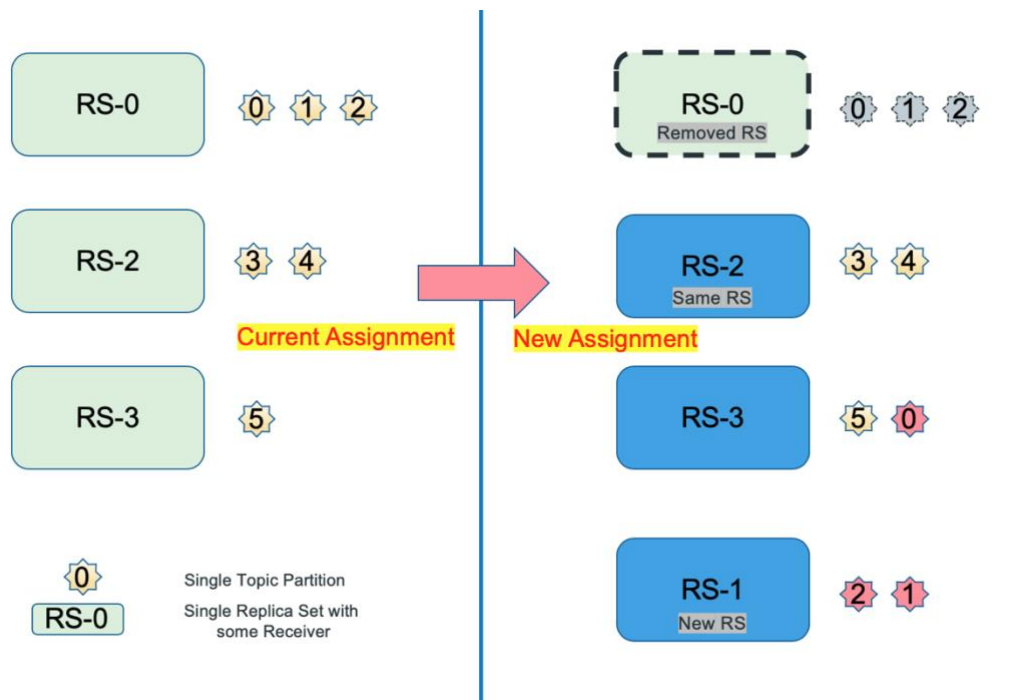 RS-0
0 1 2
RS-2
3 4
Current Assignment
RS-3
5
0
Single Topic Partition
RS-0
Single Replica Set with
some Receiver
RS-0
Removed RS
0 1 2
RS-2
Same RS
3 4
New Assignment
RS-3
5 0
RS-1
New RS
2 1